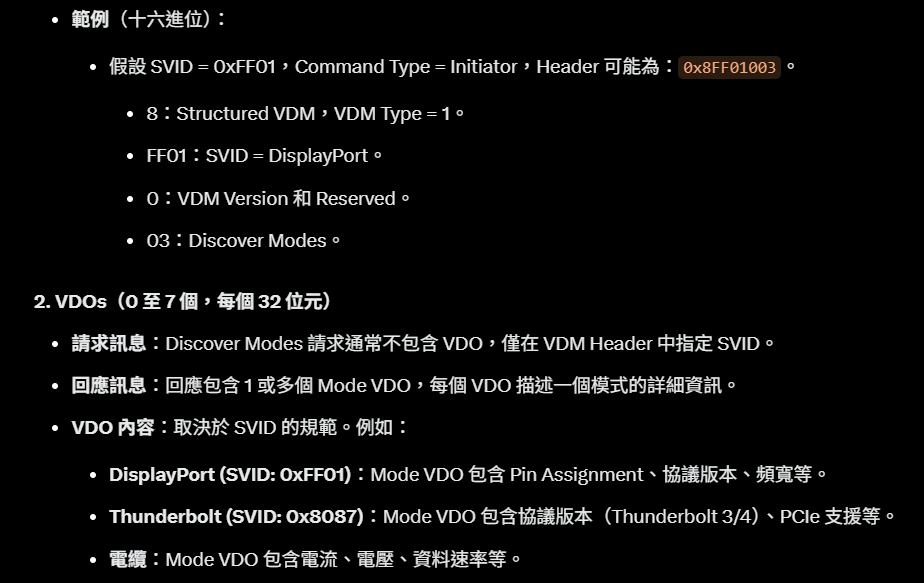 範例（十六進位）：
假設 SVID = 0xFF01，Command Type = Initiator，Header 可能為：0x8FF01003。
8：Structured VDM，VDM Type = 1。
FF01：SVID = DisplayPort。
0：VDM Version 和 Reserved。
03：Discover Modes。
2. VDOs（0 至 7 個，每個 32 位元）
請求訊息：Discover Modes 請求通常不包含 VDO，僅在 VDM Header 中指定 SVID。
回應訊息：回應包含 1 或多個 Mode VDO，每個 VDO 描述一個模式的詳細資訊。
VDO 內容：取決於 SVID 的規範。例如：
DisplayPort (SVID: 0xFF01)：Mode VDO 包含 Pin Assignment、協議版本、頻寬等。
Thunderbolt (SVID: 0x8087)：Mode VDO 包含協議版本（Thunderbolt 3/4）、PCIe 支援等。
電纜：Mode VDO 包含電流、電壓、資料速率等。